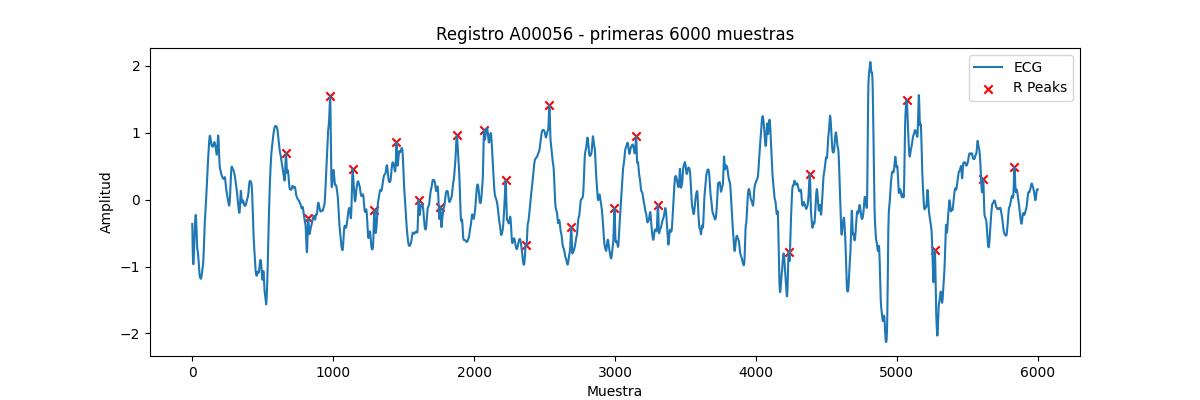 Registro A00056 - primeras 6000 muestras
ECG
R Peaks
Amplitud
2
1
0
−1
−2
0 1000 2000 3000 4000 5000 6000
Muestra